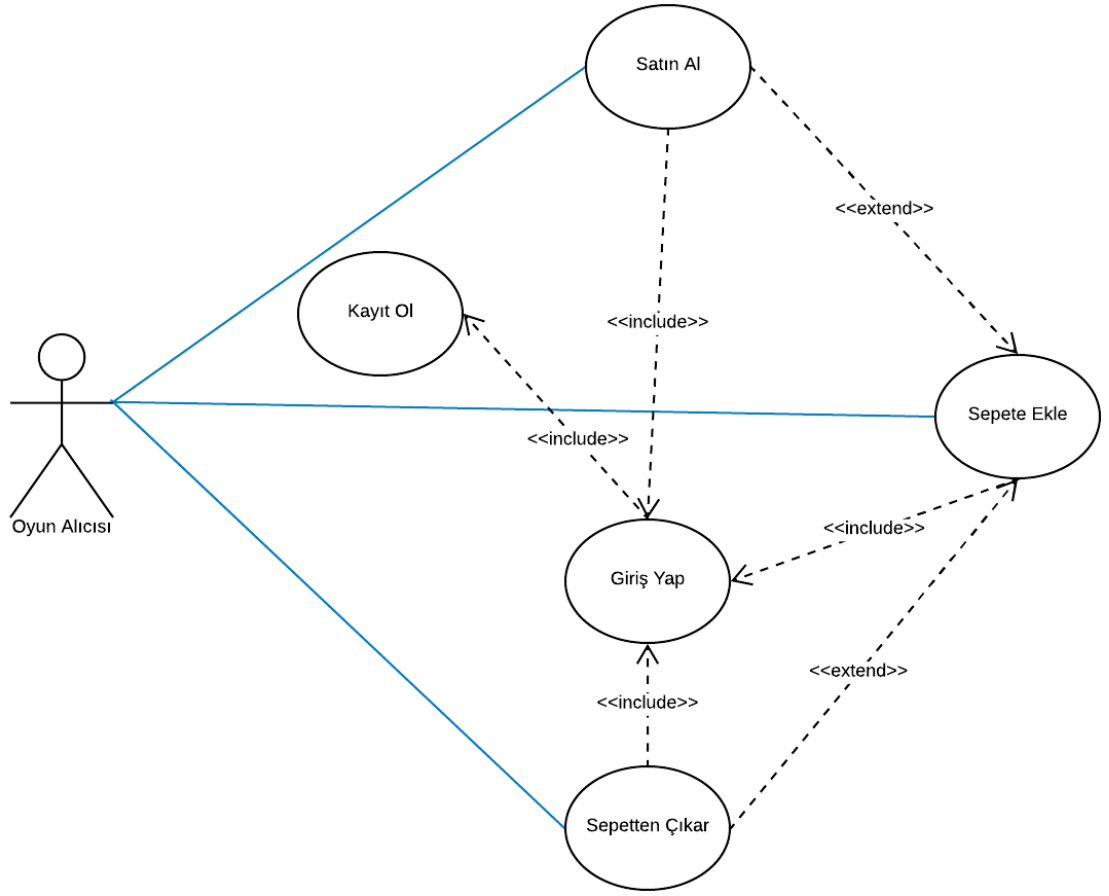 Satın Al
<<extend>>
Kayıt Ol
<<include>>
Sepete Ekle
<<include>>
Oyun Alıcısı
<<include>>
Giriş Yap
<<extend>>
<<include>>
Sepetten Çıkar